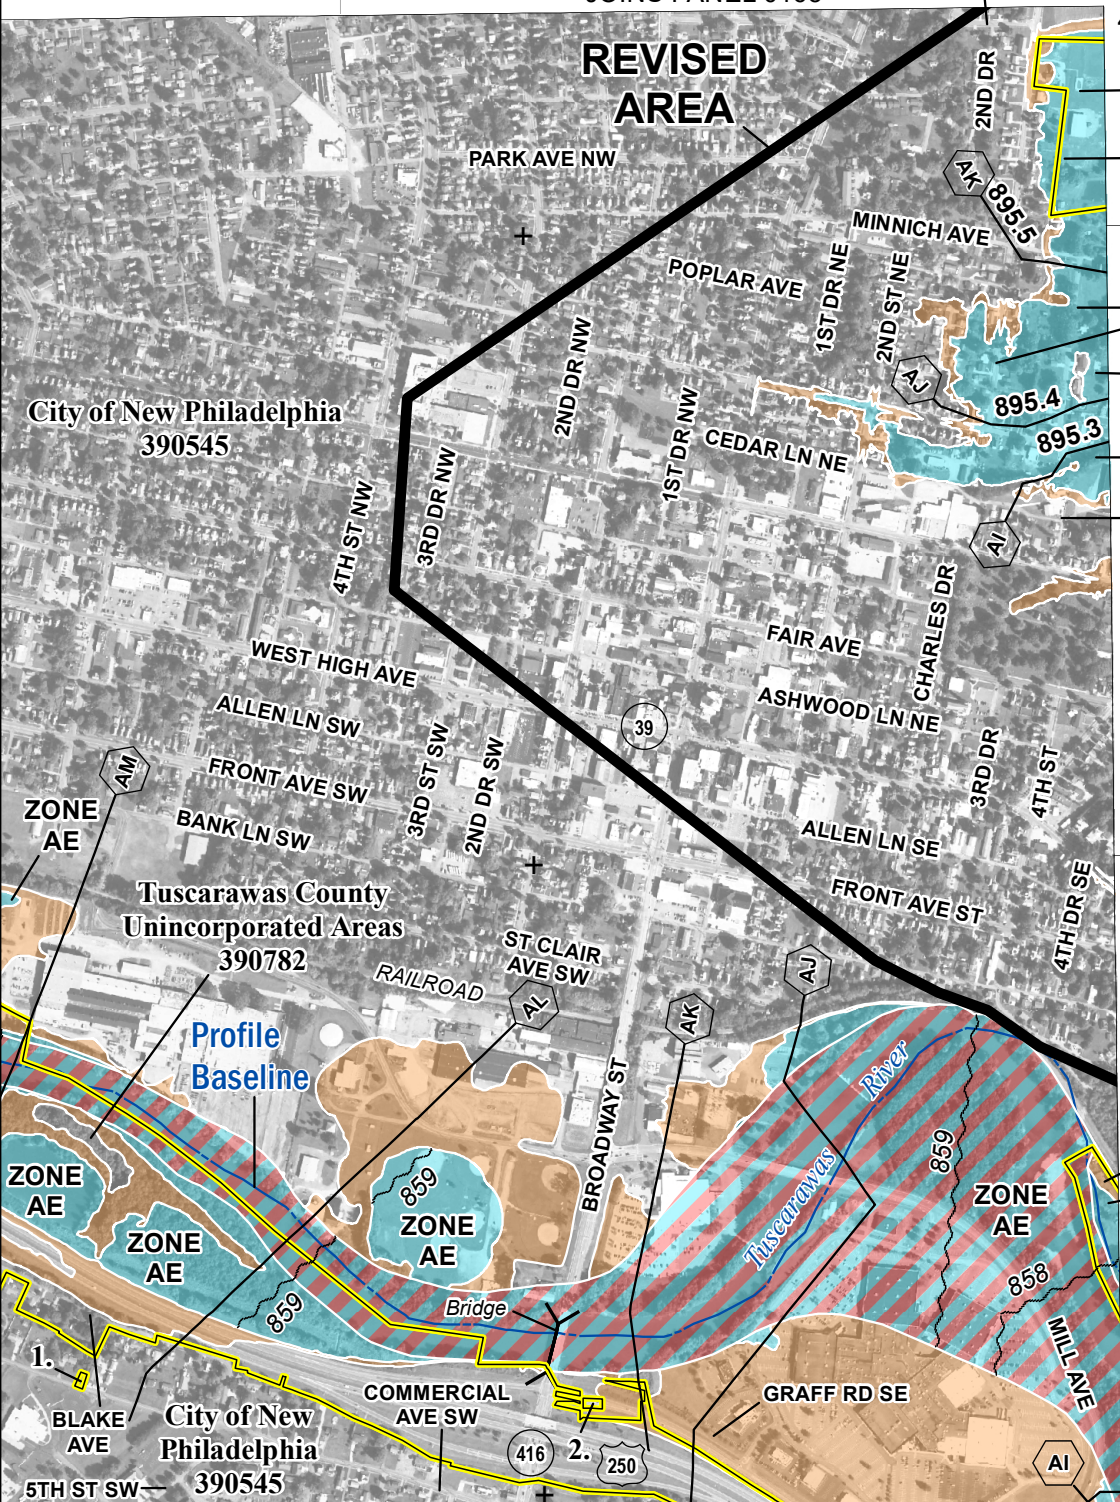 REVISED
AREA
2ND DR
PARK AVE NW
AK
895.5
MINNICH AVE
POPLAR AVE
1ST DR NE
2ND ST NE
2ND DR NW
AJ
895.4
895.3
City of New Philadelphia
390545
1ST DR NW
CEDAR LN NE
3RD DR NW
4TH ST NW
AI
CHARLES DR
FAIR AVE
WEST HIGH AVE
ASHWOOD LN NE
ALLEN LN SW
39
3RD ST SW
2ND DR SW
3RD DR
4TH ST
AM
FRONT AVE SW
ZONE
AE
BANK LN SW
ALLEN LN SE
Tuscarawas County
Unincorporated Areas
390782
FRONT AVE ST
4TH DR SE
ST CLAIR
AVE SW
RAILROAD
AL
AJ
AK
Profile
Baseline
River
Tuscarawas
BROADWAY ST
859
859
ZONE
AE
ZONE
AE
ZONE
AE
ZONE
AE
858
859
Bridge
MILL AVE
1.
COMMERCIAL
AVE SW
GRAFF RD SE
BLAKE
AVE
City of New
Philadelphia
390545
416
2.
250
AI
5TH ST SW